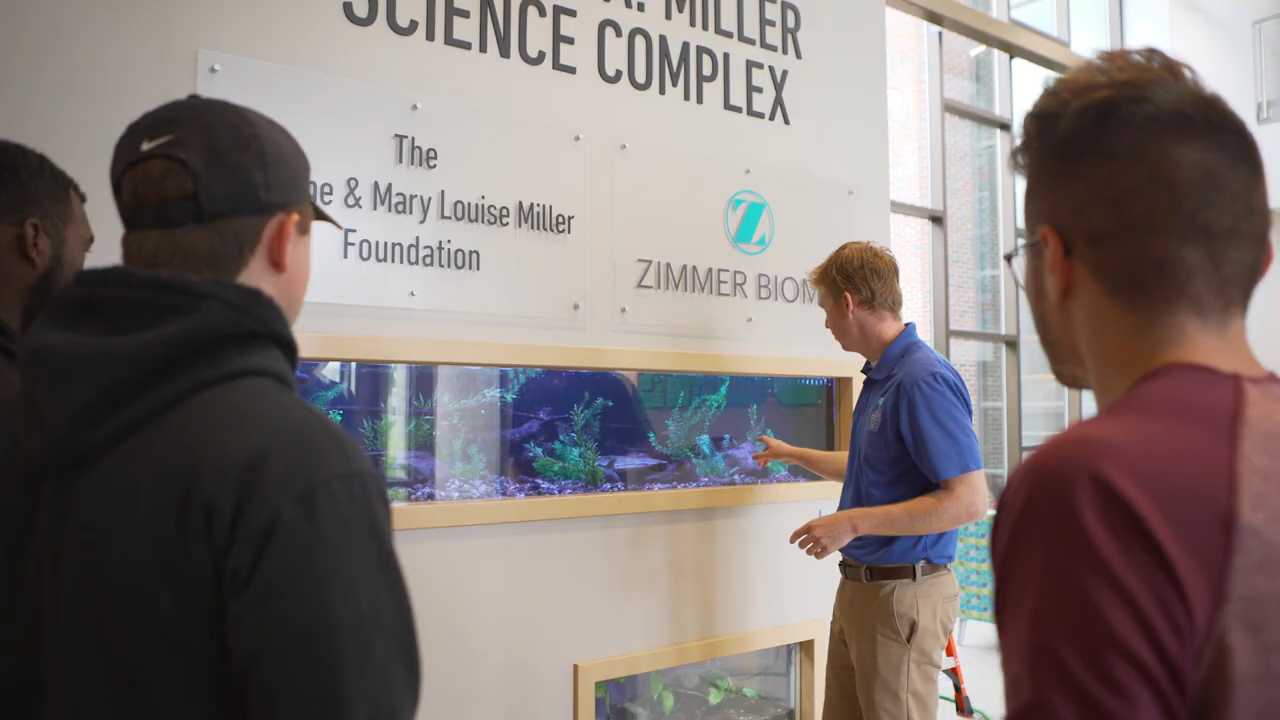 MILLER
SCIENCE COMPLEX
The
& Mary Louise Miller
Foundation
Z
ZIMMER BIOM